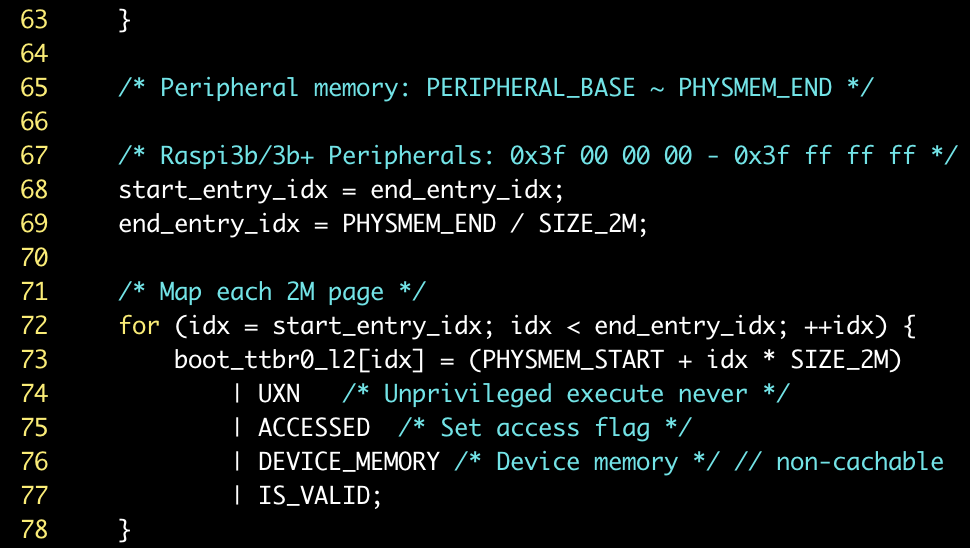 63     }
64
65     /* Peripheral memory: PERIPHERAL_BASE ~ PHYSMEM_END */
66
67     /* Raspi3b/3b+ Peripherals: 0x3f 00 00 00 - 0x3f ff ff ff */
68     start_entry_idx = end_entry_idx;
69     end_entry_idx = PHYSMEM_END / SIZE_2M;
70
71     /* Map each 2M page */
72     for (idx = start_entry_idx; idx < end_entry_idx; ++idx) {
73         boot_ttbr0_l2[idx] = (PHYSMEM_START + idx * SIZE_2M)
74             | UXN   /* Unprivileged execute never */
75             | ACCESSED  /* Set access flag */
76             | DEVICE_MEMORY /* Device memory */ // non-cachable
77             | IS_VALID;
78     }